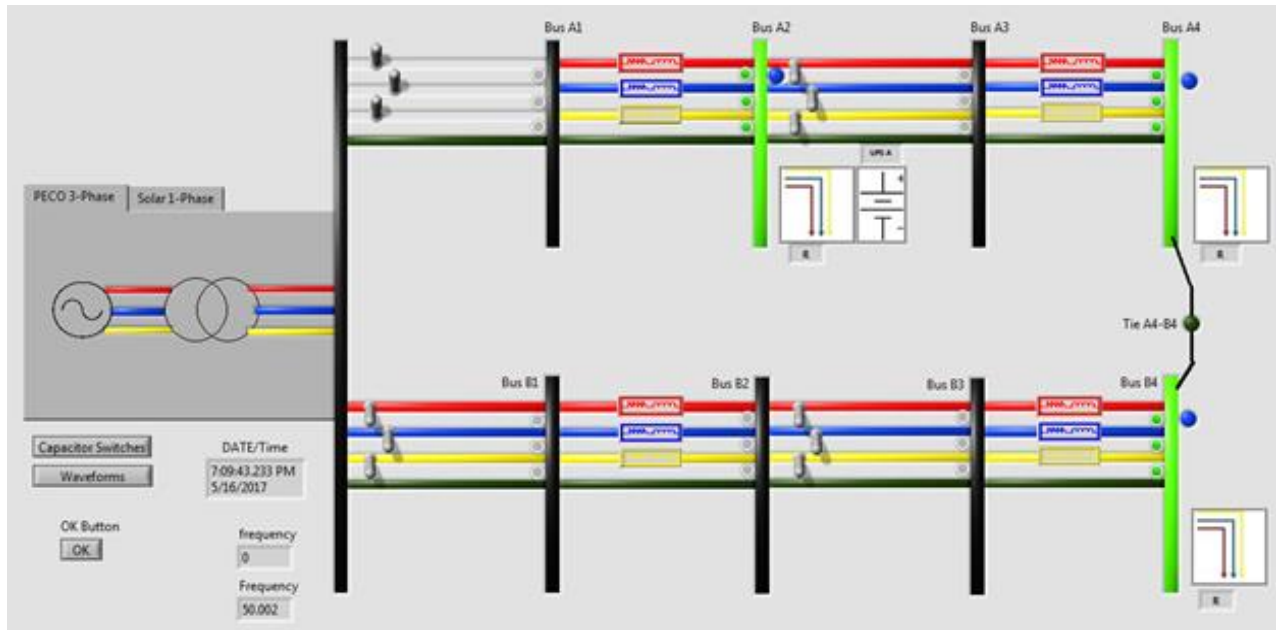 Bus A1
Bus A2
Bus A3
Bus A4
UPS A
PECO 3-Phase
Solar 1-Phase
R
R
Tie A4-B4
Bus B1
Bus B2
Bus B3
Bus B4
Capacitor Switches
DATE/Time
Waveforms
7:09:43.233 PM
5/16/2017
OK Button
OK
frequency
0
Frequency
50.002
R